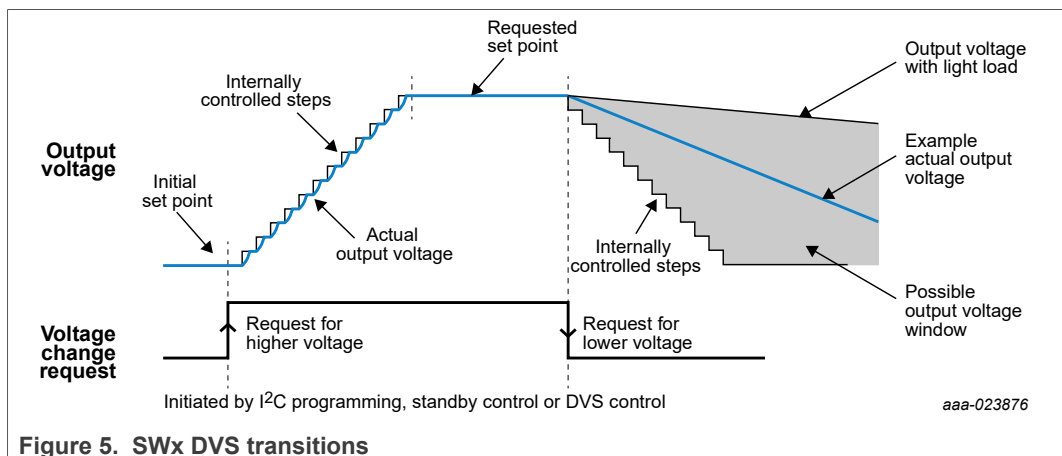 Requested
set point
Output voltage
with light load
Internally
controlled steps
Output
voltage
Example
actual output
voltage
Initial
set point
Actual
output voltage
Internally
controlled steps
Possible
output voltage
window
Voltage
change
request
Request for
higher voltage
Request for
lower voltage
Initiated by I2C programming, standby control or DVS control
aaa-023876
Figure 5. SWx DVS transitions